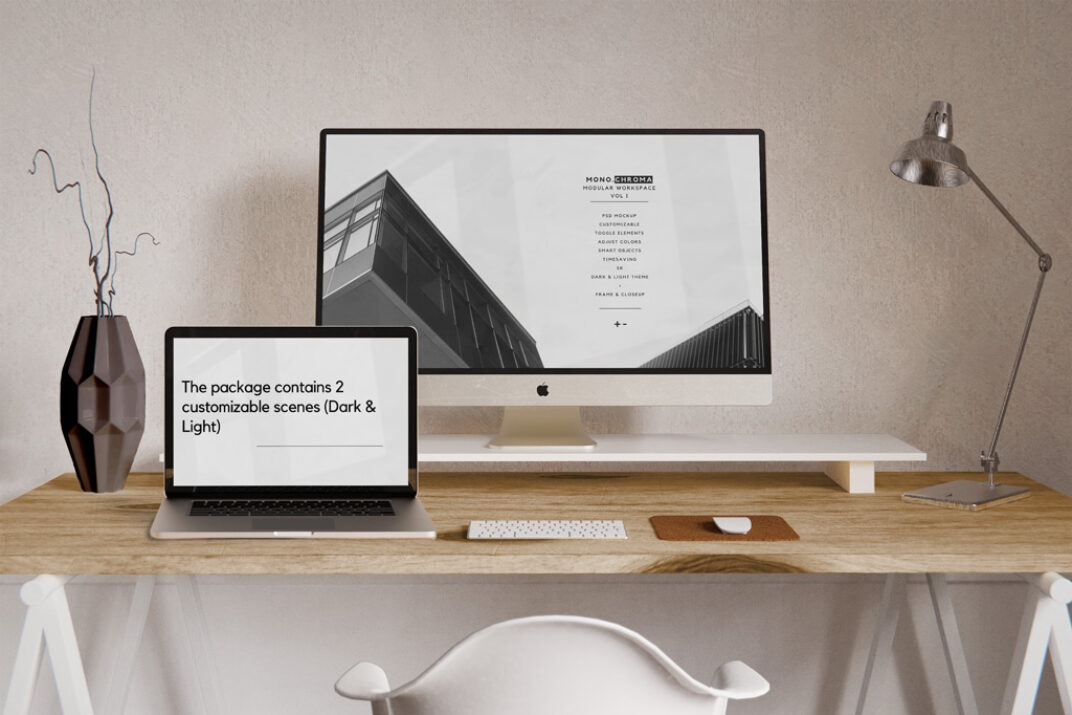 MONO.CHROMA
MODULAR WORKSPACE
VOL 1
PSD MOCKUP
CUSTOMIZABLE
TOGGLE ELEMENTS
ADJUST COLORS
SMART OBJECTS
TIMESAVING
5K
DARK & LIGHT THEME
FRAME & CLOSEUP
+-
The package contains 2
customizable scenes (Dark &
Light)